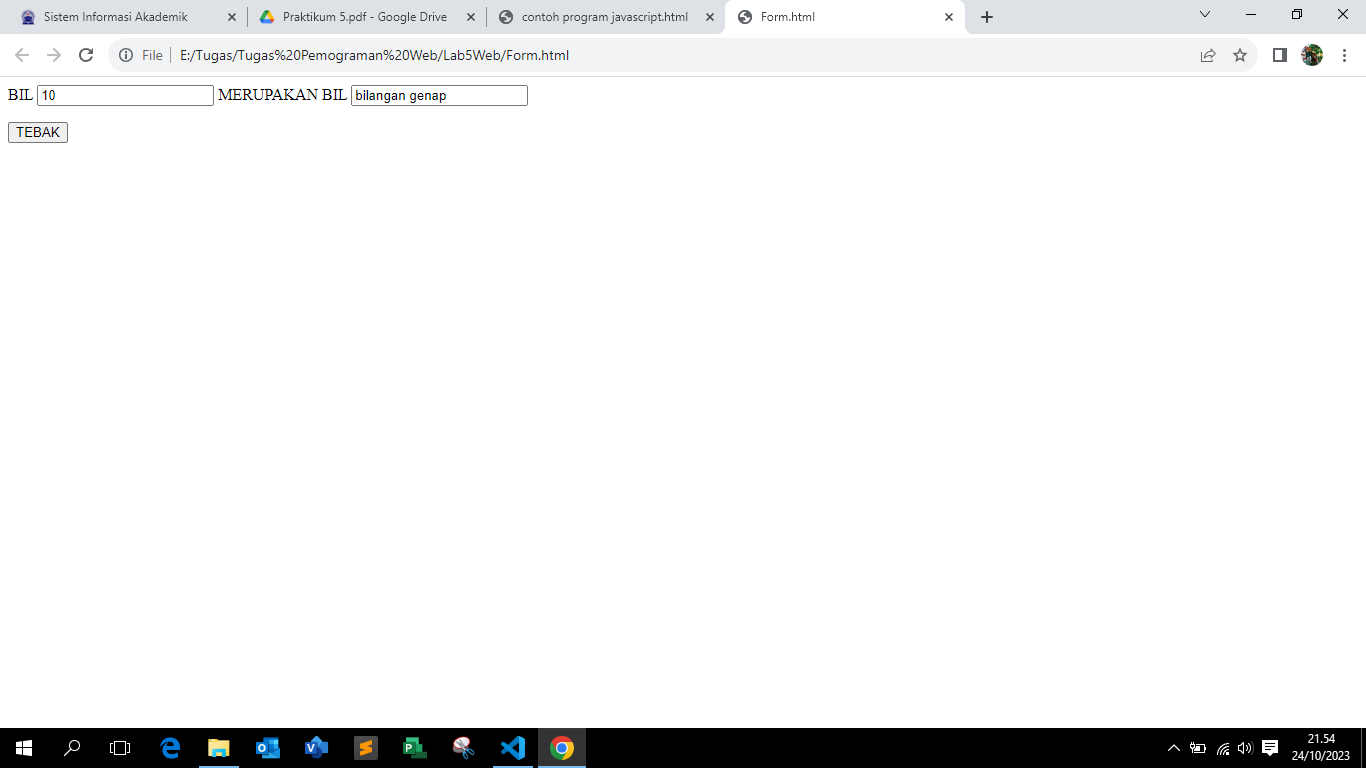 Sistem Informasi Akademik
Praktikum 5.pdf - Google Drive
contoh program javascript.html
Form.html
File
E:/Tugas/Tugas%20Pemograman%20Web/Lab5Web/Form.html
BIL 10 MERUPAKAN BIL bilangan genap
TEBAK
21.54
24/10/2023